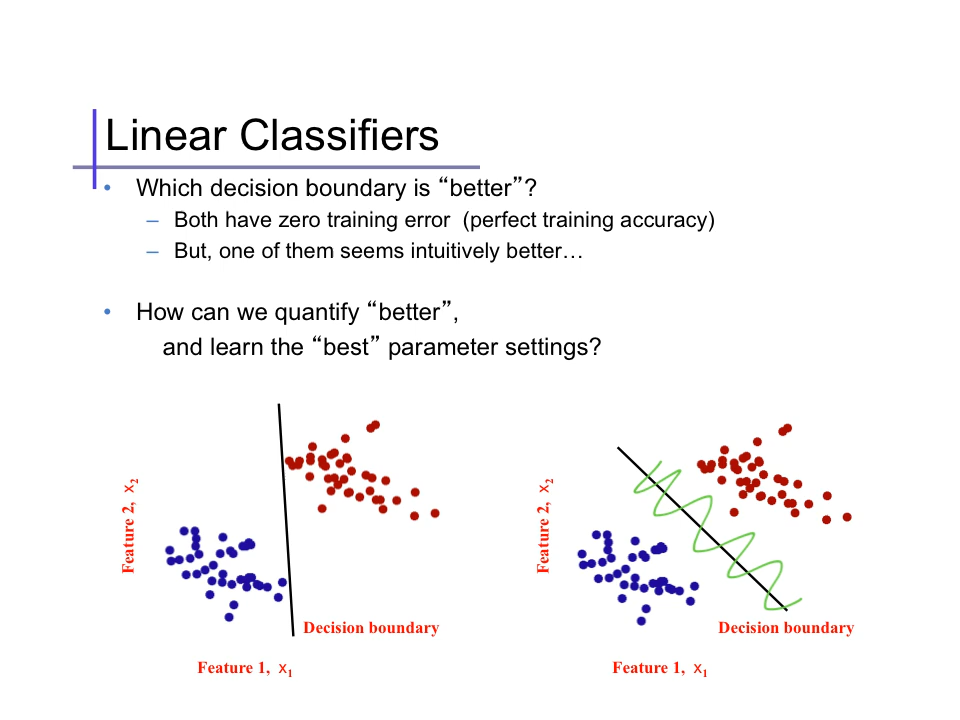 Linear Classifiers
• Which decision boundary is “better”?
– Both have zero training error (perfect training accuracy)
– But, one of them seems intuitively better…
• How can we quantify “better”,
and learn the “best” parameter settings?
Feature 2, x₂
Decision boundary
Feature 1, x₁
Feature 2, x₂
Decision boundary
Feature 1, x₁